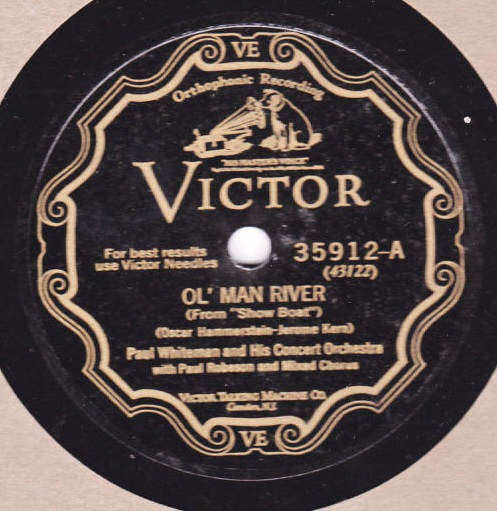 VE
Orthophonic Recording
"HIS MASTER'S VOICE"
VICTOR
For best results
use Victor Needles
35912-A
(43122)
OL' MAN RIVER
(From "Show Boat")
(Oscar Hammerstein-Jerome Kern)
Paul Whiteman and His Concert Orchestra
with Paul Robeson and Mixed Chorus
VICTOR TALKING MACHINE CO.
Camden, N.J.
VE